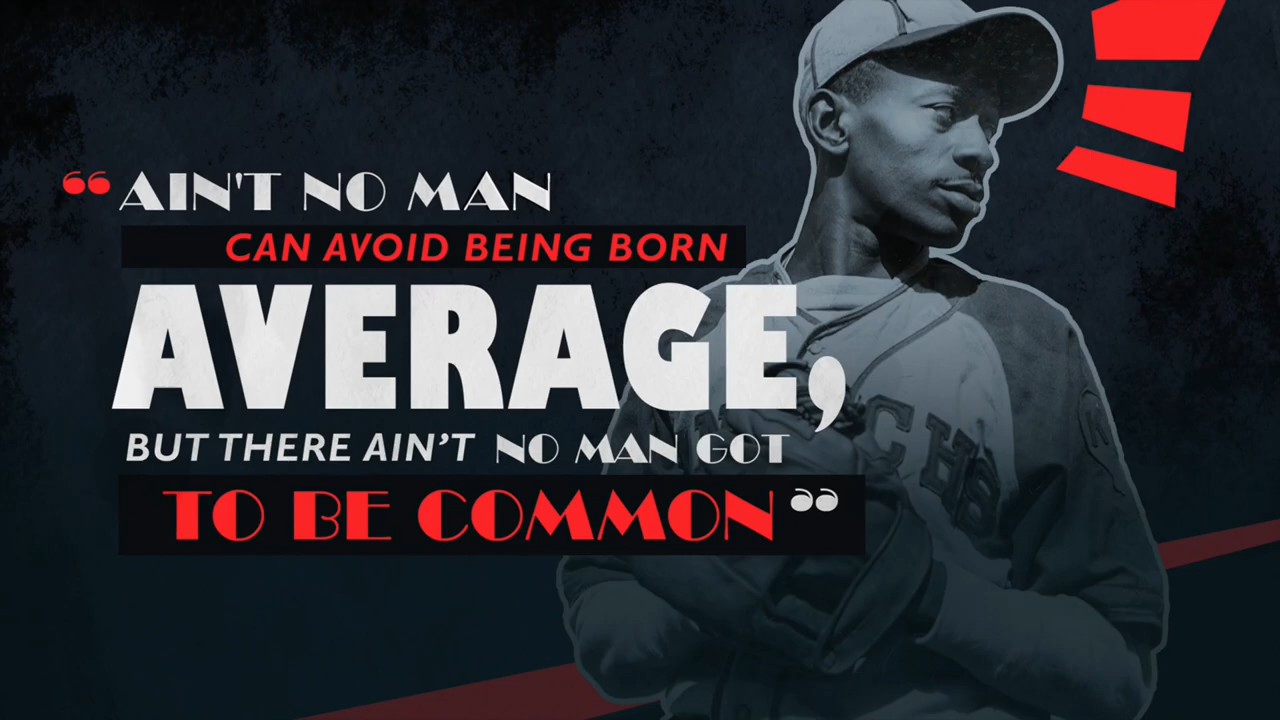 “AIN'T NO MAN
CAN AVOID BEING BORN
AVERAGE,
BUT THERE AIN’T NO MAN GOT
TO BE COMMON”